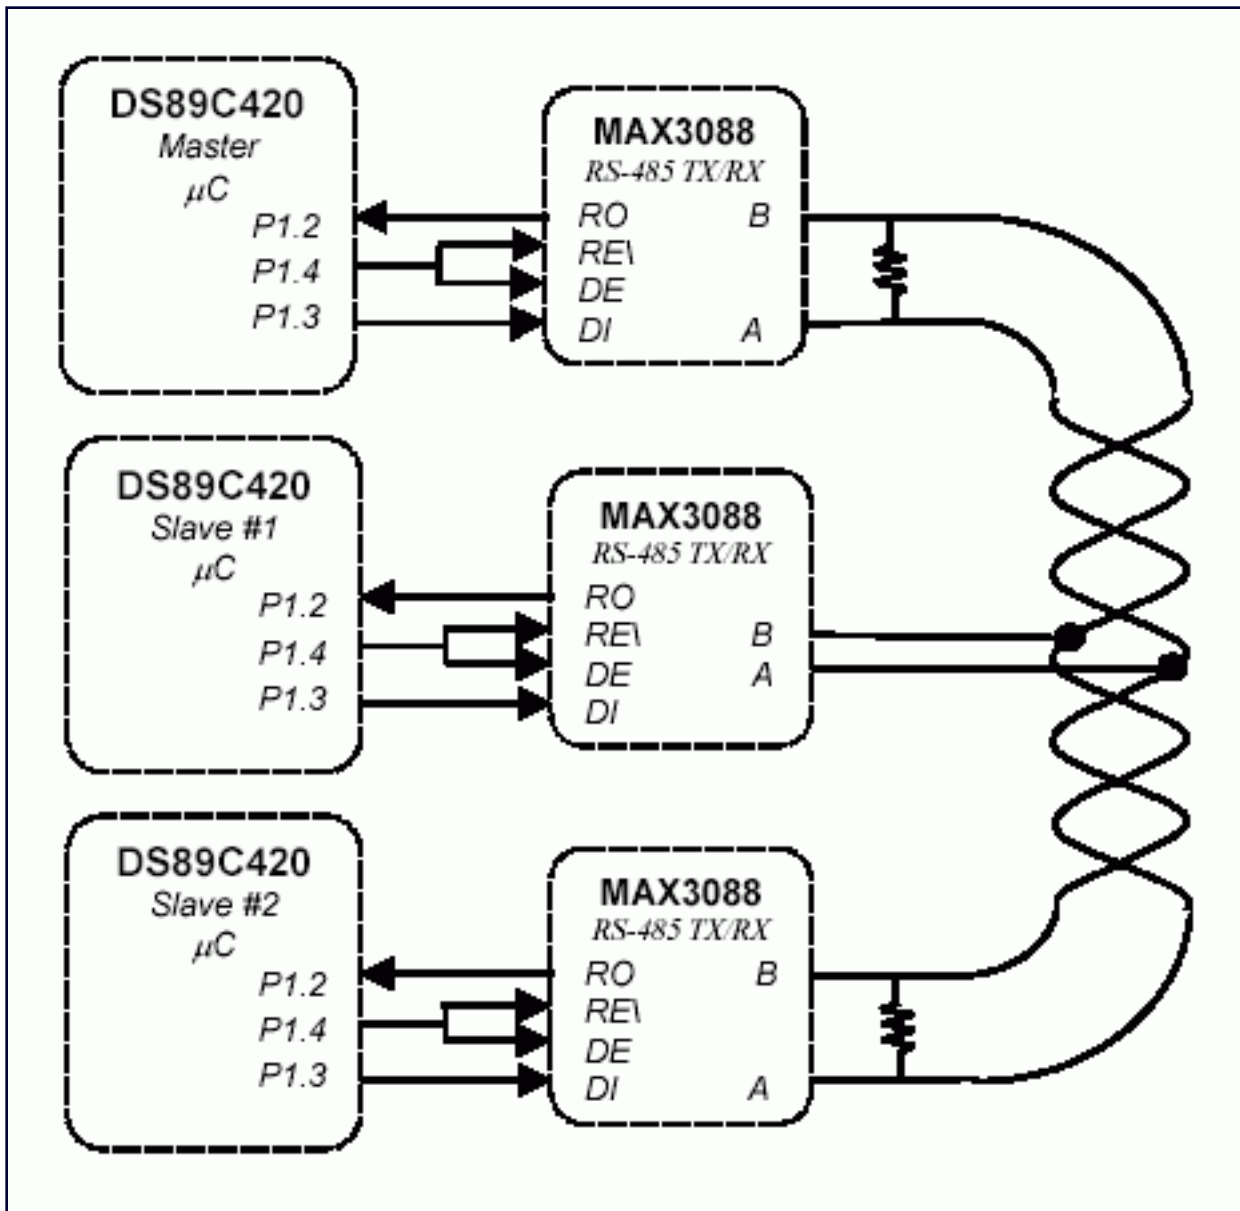 DS89C420
Master
μC
P1.2
P1.4
P1.3
MAX3088
RS-485 TX/RX
RO B
RE\
DE
DI A
DS89C420
Slave #1
μC
P1.2
P1.4
P1.3
MAX3088
RS-485 TX/RX
RO
RE\ B
DE A
DI
DS89C420
Slave #2
μC
P1.2
P1.4
P1.3
MAX3088
RS-485 TX/RX
RO B
RE\
DE
DI A